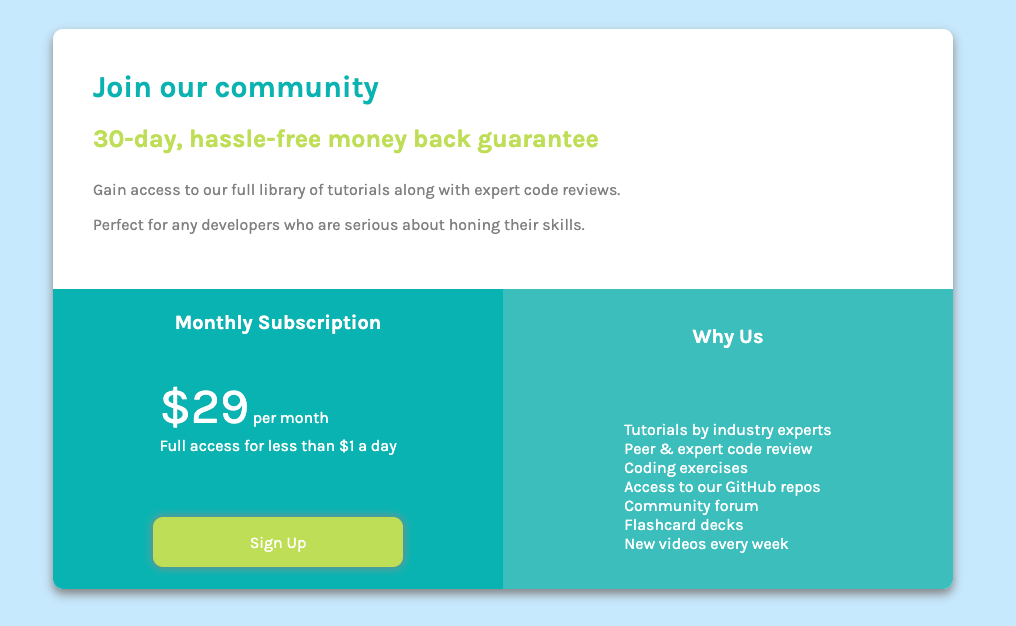 Join our community
30-day, hassle-free money back guarantee
Gain access to our full library of tutorials along with expert code reviews.
Perfect for any developers who are serious about honing their skills.
Monthly Subscription
$29 per month
Full access for less than $1 a day
Sign Up
Why Us
Tutorials by industry experts
Peer & expert code review
Coding exercises
Access to our GitHub repos
Community forum
Flashcard decks
New videos every week